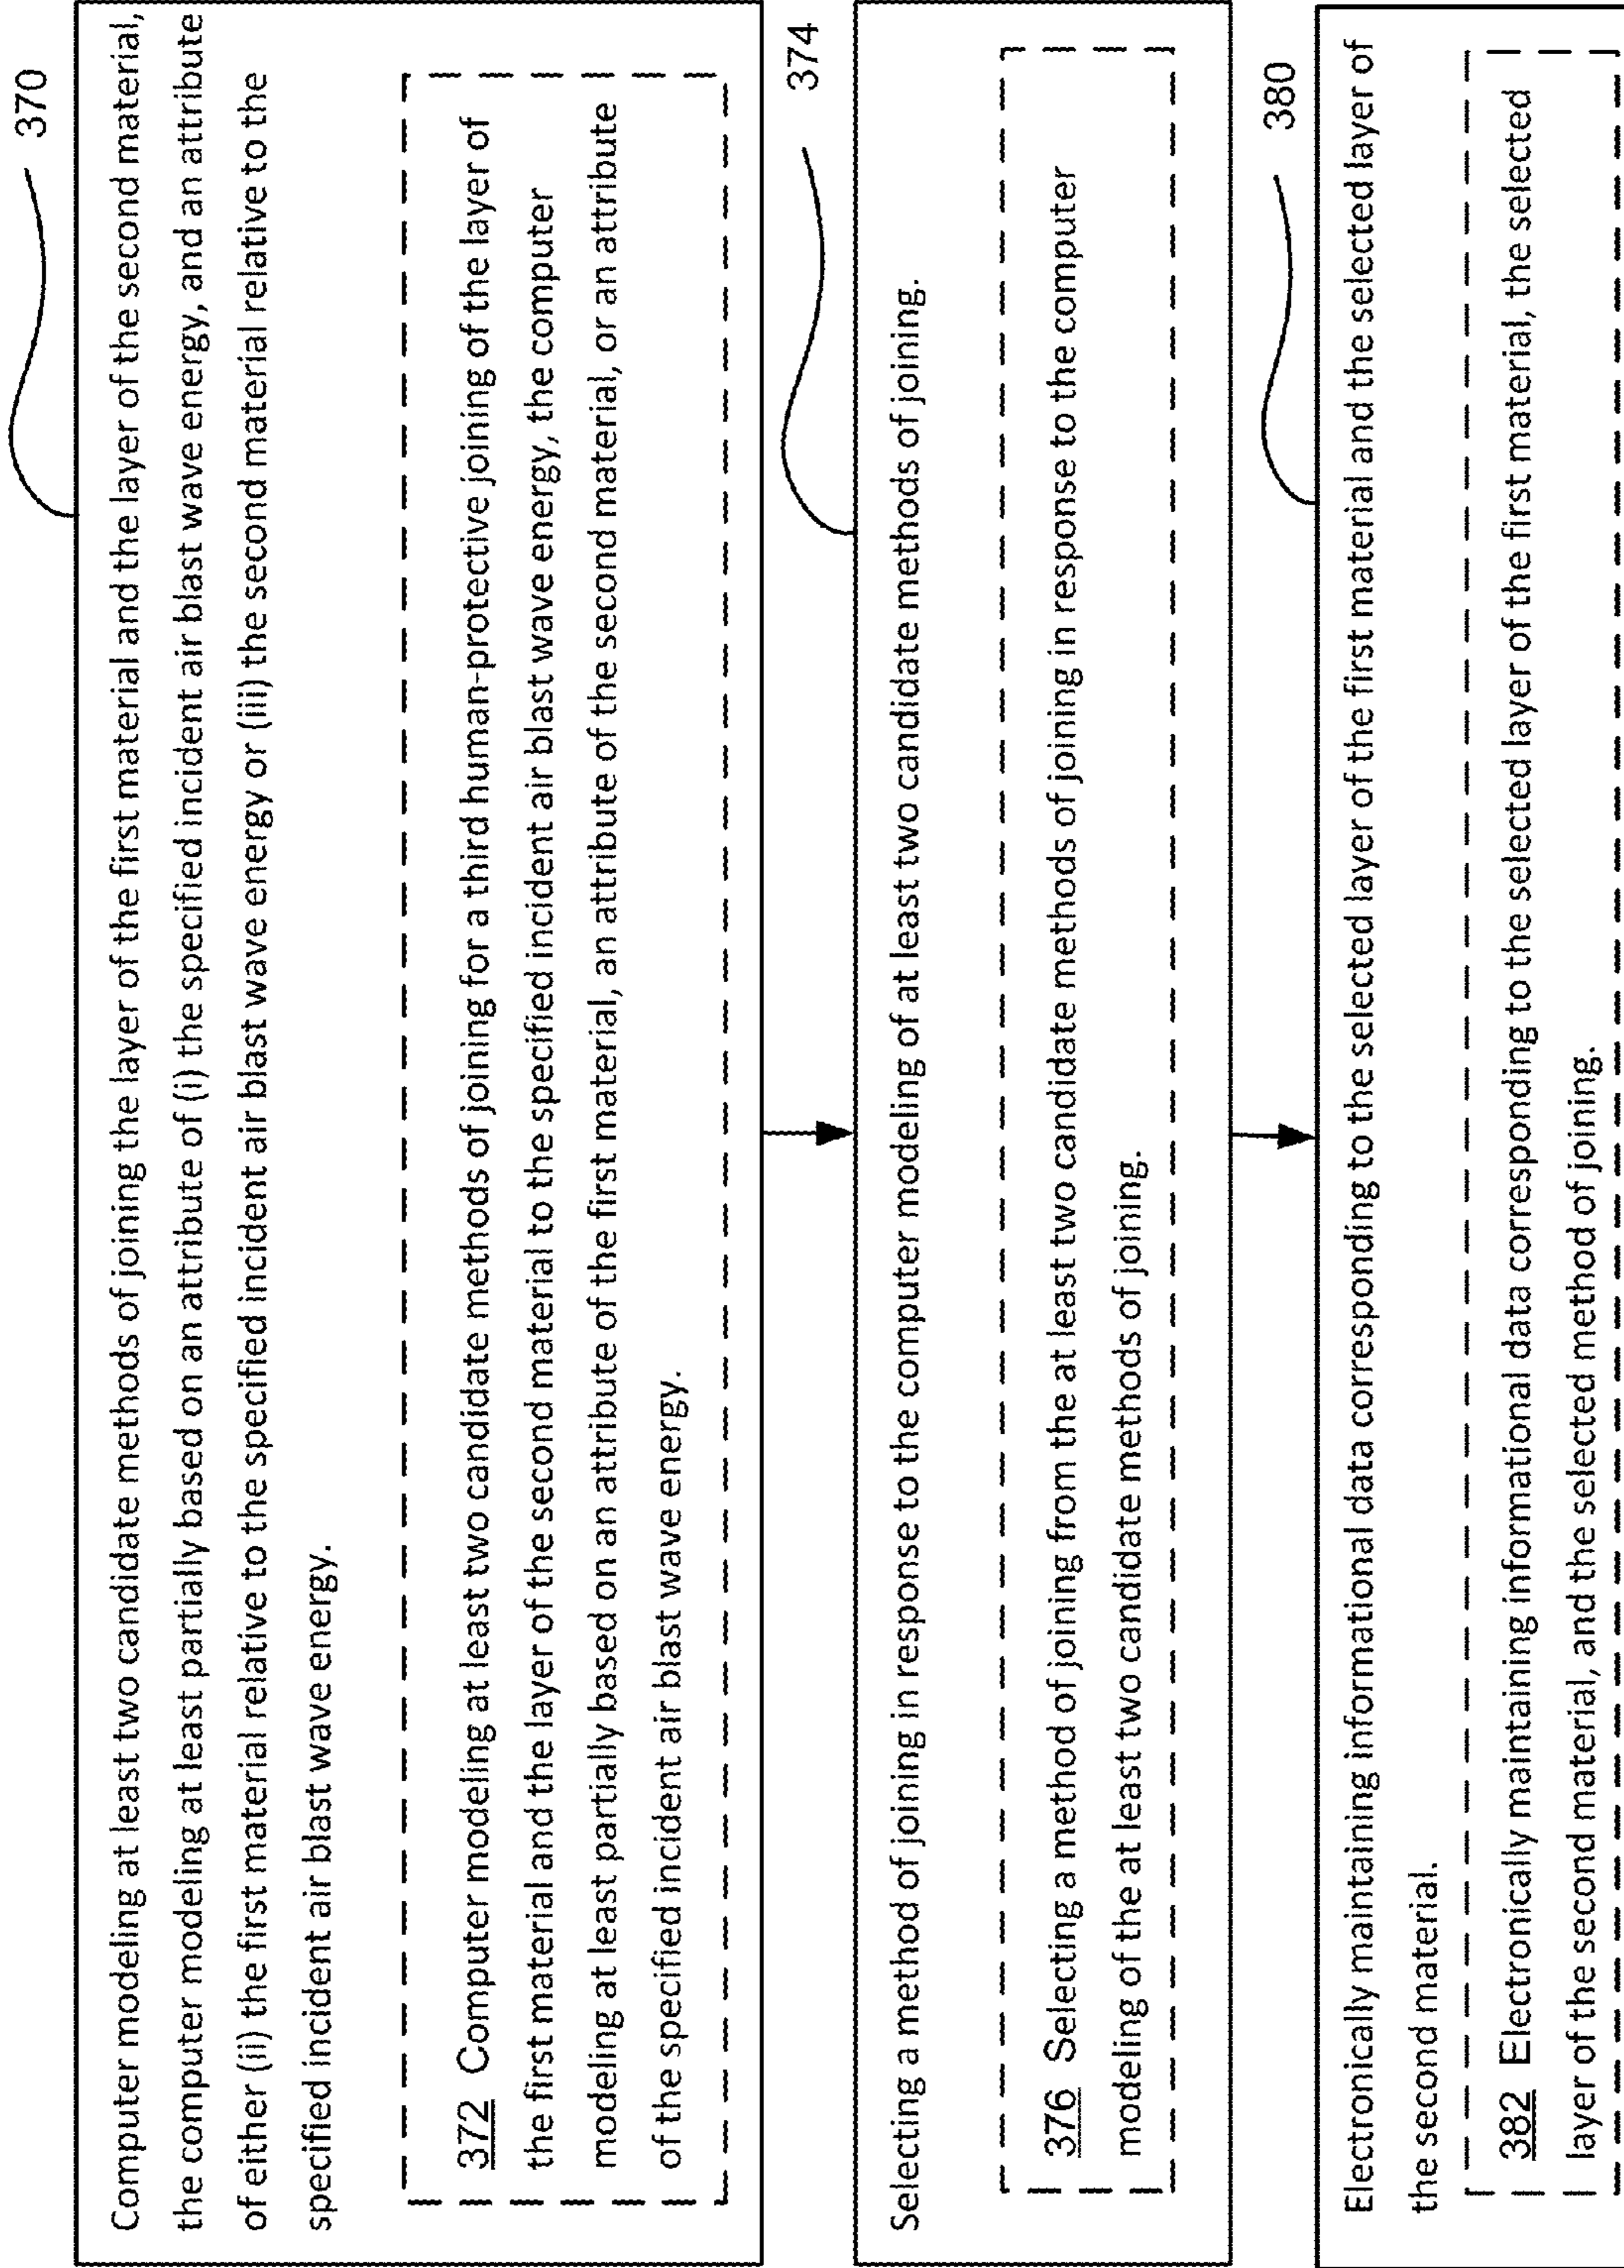 370
Computer modeling at least two candidate methods of joining the layer of the first material and the layer of the second material,
the computer modeling at least partially based on an attribute of (i) the specified incident air blast wave energy, and an attribute
of either (ii) the first material relative to the specified incident air blast wave energy or (iii) the second material relative to the
specified incident air blast wave energy.
372 Computer modeling at least two candidate methods of joining for a third human-protective joining of the layer of
the first material and the layer of the second material to the specified incident air blast wave energy, the computer
modeling at least partially based on an attribute of the first material, an attribute of the second material, or an attribute
of the specified incident air blast wave energy.
374
Selecting a method of joining in response to the computer modeling of at least two candidate methods of joining.
376 Selecting a method of joining from the at least two candidate methods of joining in response to the computer
modeling of the at least two candidate methods of joining.
380
Electronically maintaining informational data corresponding to the selected layer of the first material and the selected layer of
the second material.
382 Electronically maintaining informational data corresponding to the selected layer of the first material, the selected
layer of the second material, and the selected method of joining.